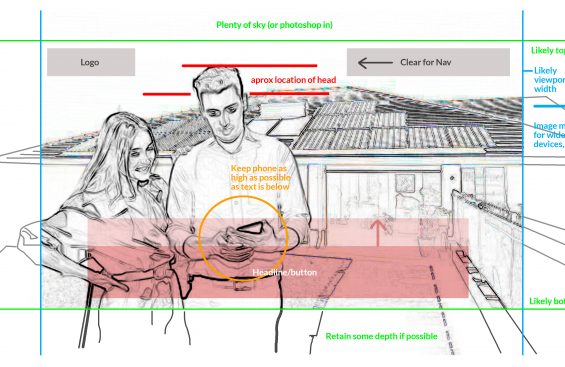 Plenty of sky (or photoshop in)
Likely top
Logo
Clear for Nav
aprox location of head
Likely
viewport
width
Image m
for wide
devices,
Keep phone as
high as possible
as text is below
Headline/button
Likely bot
Retain some depth if possible